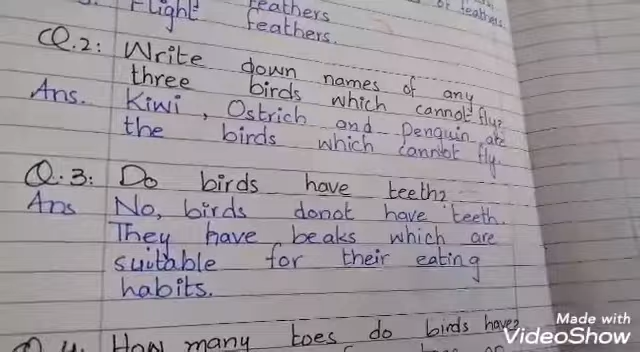 Flight feathers
feathers.
Q.2: Write down names of any
three birds which cannot fly?
Ans. Kiwi, Ostrich and penguin are
the birds which cannot fly.
Q.3: Do birds have teeth?
Ans No, birds donot have teeth.
They have beaks which are
suitable for their eating
habits.
How many toes do birds have?
Made with
VideoShow